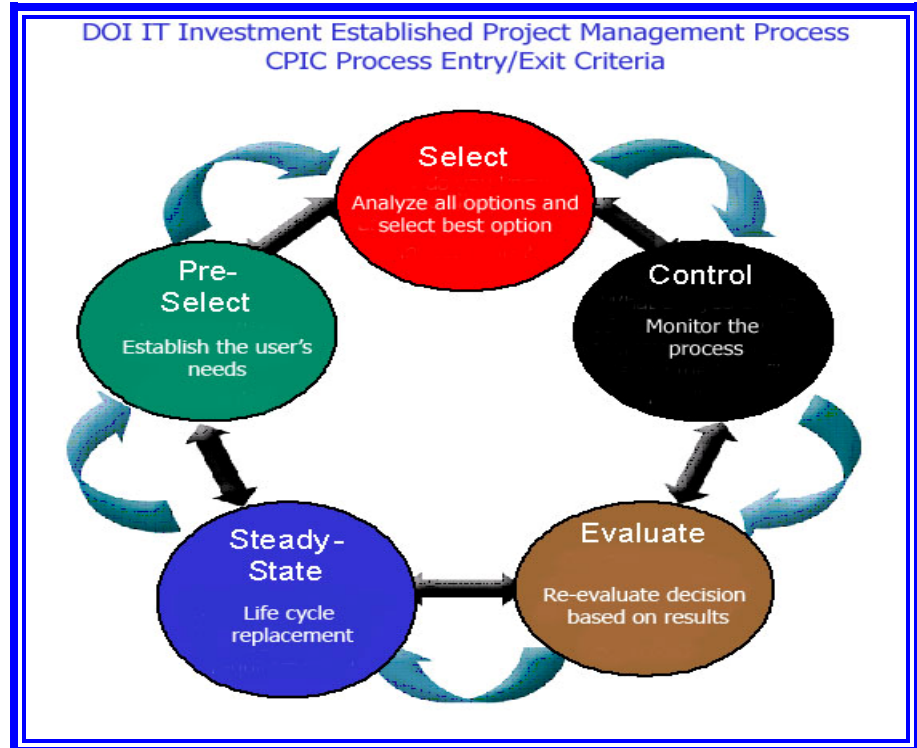 DOI IT Investment Established Project Management Process
CPIC Process Entry/Exit Criteria
Select
Analyze all options and
select best option
Pre-
Select
Establish the user's
needs
Control
Monitor the
process
Steady-
State
Life cycle
replacement
Evaluate
Re-evaluate decision
based on results